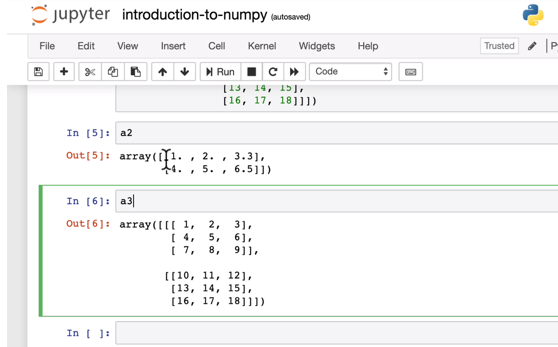 jupyter introduction-to-numpy (autosaved)
File Edit View Insert Cell Kernel Widgets Help Trusted
Run Code
[13, 14, 15],
[16, 17, 18]]])
In [5]: a2
Out[5]: array([[1. , 2. , 3.3],
[4. , 5. , 6.5]])
In [6]: a3
Out[6]: array([[[ 1, 2, 3],
[ 4, 5, 6],
[ 7, 8, 9]],
[[10, 11, 12],
[13, 14, 15],
[16, 17, 18]]])
In [ ]: